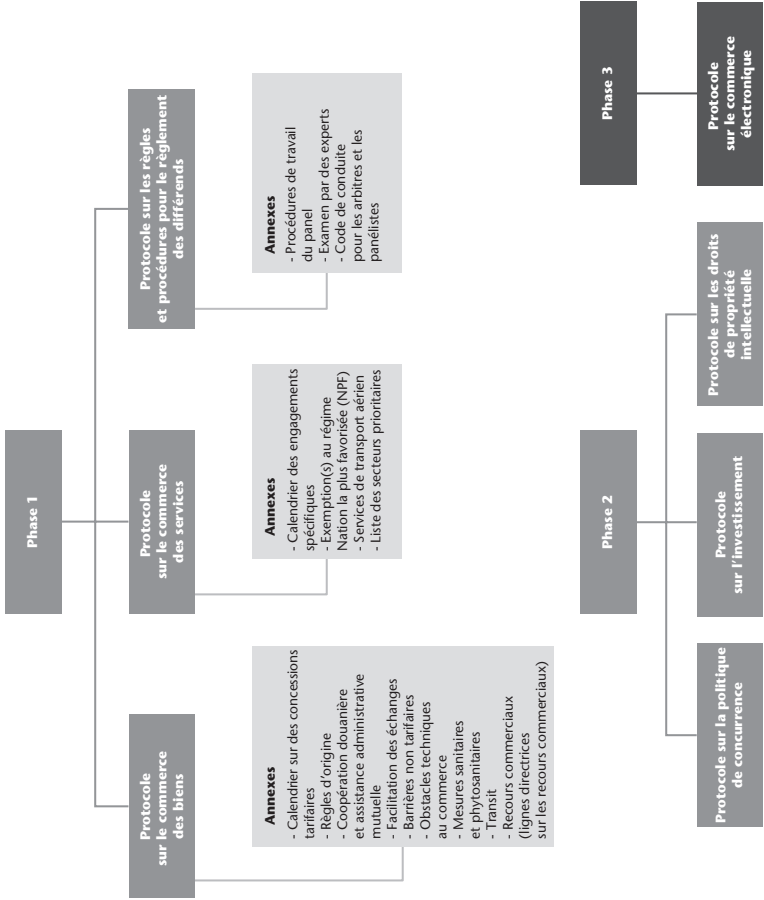 Phase 1
Protocole
sur le commerce
des biens
Annexes
- Calendrier sur des concessions
tarifaires
- Règles d'origine
- Coopération douanière
et assistance administrative
mutuelle
- Facilitation des échanges
- Barrières non tarifaires
- Obstacles techniques
au commerce
- Mesures sanitaires
et phytosanitaires
- Transit
- Recours commerciaux
(lignes directrices
sur les recours commerciaux)
Protocole
sur le commerce
des services
Annexes
- Calendrier des engagements
spécifiques
- Exemption(s) au régime
Nation la plus favorisée (NPF)
- Services de transport aérien
- Liste des secteurs prioritaires
Protocole sur les règles
et procédures pour le règlement
des différends
Annexes
- Procédures de travail
du panel
- Examen par des experts
- Code de conduite
pour les arbitres et les
panélistes
Phase 2
Protocole sur la politique
de concurrence
Protocole
sur l'investissement
Protocole sur les droits
de propriété
intellectuelle
Phase 3
Protocole
sur le commerce
électronique